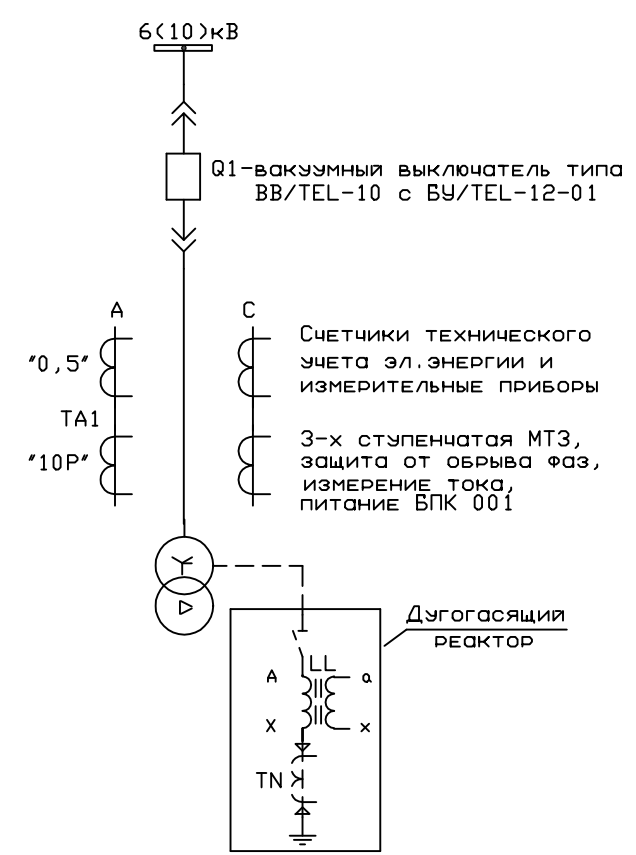 6(10)кВ
Q1-вакуумный выключатель типа
ВВ/TEL-10 с БУ/TEL-12-01
А
С
Счетчики технического
учета эл.энергии и
измерительные приборы
"0,5"
ТА1
"10Р"
3-х ступенчатая МТЗ,
защита от обрыва фаз,
измерение тока,
питание БПК 001
Дугогасящий
реактор
LL
А
а
Х
х
TN